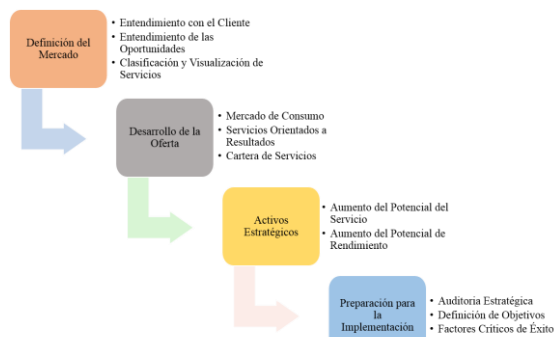 Definición del
Mercado
• Entendimiento con el Cliente
• Entendimiento de las
Oportunidades
• Clasificación y Visualización de
Servicios
Desarrollo de la
Oferta
• Mercado de Consumo
• Servicios Orientados a
Resultados
• Cartera de Servicios
Activos
Estratégicos
• Aumento del Potencial del
Servicio
• Aumento del Potencial de
Rendimiento
Preparación para
la
Implementación
• Auditoria Estratégica
• Definición de Objetivos
• Factores Criticos de Éxito